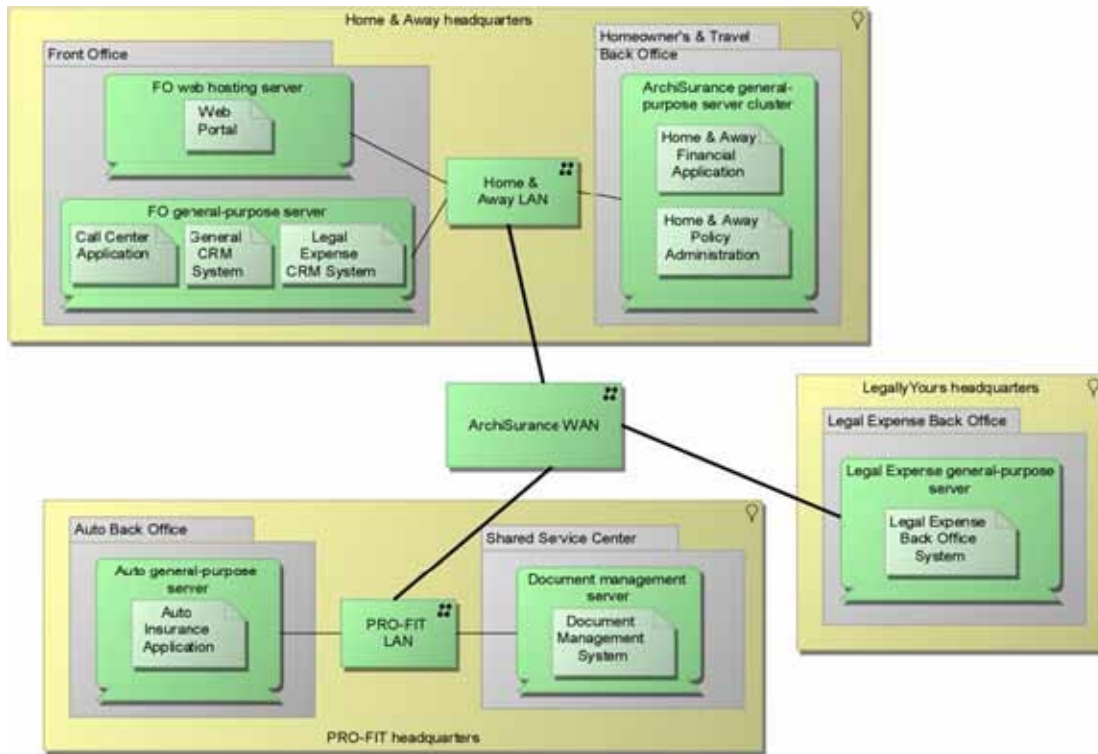 Home & Away headquarters
Front Office
FO web hosting server
Web
Portal
FO general-purpose server
Call Center
Application
General
CRM
System
Legal
Expense
CRM System
Home &
Away LAN
Homeowner's & Travel
Back Office
ArchiSurance general-
purpose server cluster
Home & Away
Financial
Application
Home & Away
Policy
Administration
ArchiSurance WAN
LegallyYours headquarters
Legal Expense Back Office
Legal Expense general-purpose
server
Legal Expense
Back Office
System
Auto Back Office
Auto general-purpose
server
Auto
Insurance
Application
PRO-FIT
LAN
Shared Service Center
Document management
server
Document
Management
System
PRO-FIT headquarters